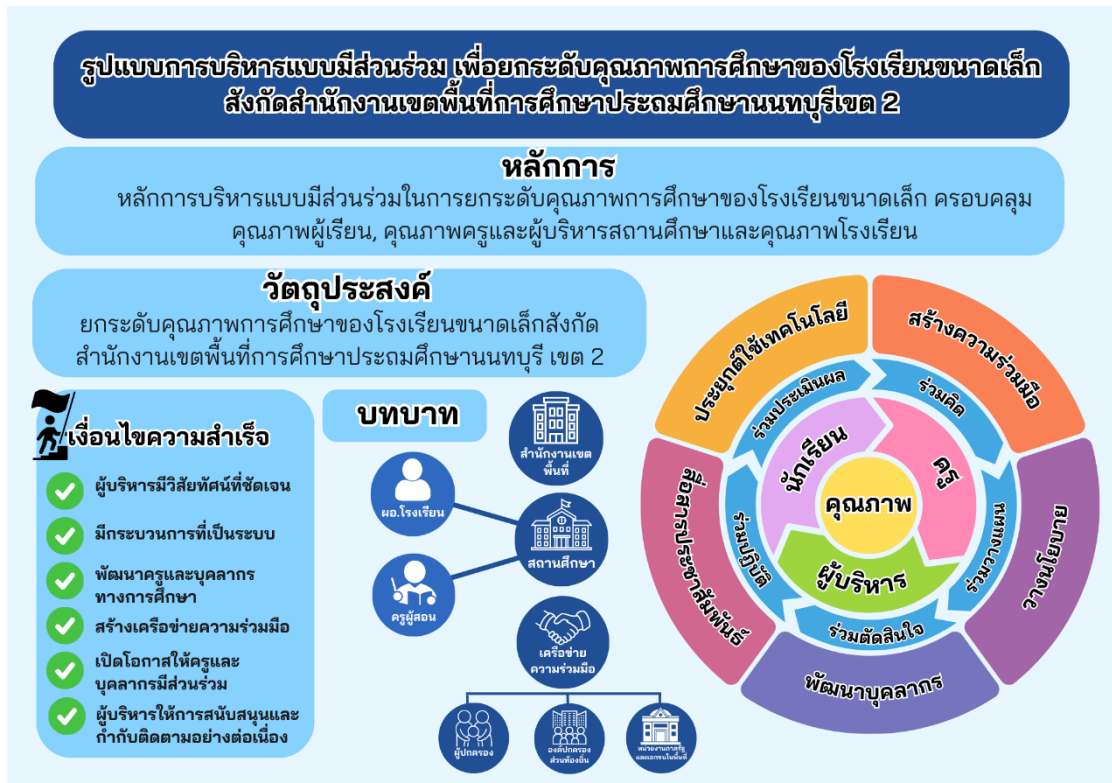 รูปแบบการบริหารแบบมีส่วนร่วม เพื่อยกระดับคุณภาพการศึกษาของโรงเรียนขนาดเล็ก
สังกัดสำนักงานเขตพื้นที่การศึกษาประถมศึกษานนทบุรีเขต 2
หลักการ
หลักการบริหารแบบมีส่วนร่วมในการยกระดับคุณภาพการศึกษาของโรงเรียนขนาดเล็ก ครอบคลุม
คุณภาพผู้เรียน, คุณภาพครูและผู้บริหารสถานศึกษาและคุณภาพโรงเรียน
วัตถุประสงค์
ยกระดับคุณภาพการศึกษาของโรงเรียนขนาดเล็กสังกัด
สำนักงานเขตพื้นที่การศึกษาประถมศึกษานนทบุรี เขต 2
เงื่อนไขความสำเร็จ
ผู้บริหารมีวิสัยทัศน์ที่ชัดเจน
มีกระบวนการที่เป็นระบบ
พัฒนาครูและบุคลากร
ทางการศึกษา
สร้างเครือข่ายความร่วมมือ
เปิดโอกาสให้ครูและ
บุคลากรมีส่วนร่วม
ผู้บริหารให้การสนับสนุนและ
กำกับติดตามอย่างต่อเนื่อง
บทบาท
สำนักงานเขต
พื้นที่
ผอ.โรงเรียน
สถานศึกษา
ครูผู้สอน
เครือข่าย
ความร่วมมือ
ผู้ปกครอง
องค์ปกครอง
ส่วนท้องถิ่น
หน่วยงานภาครัฐ
และเอกชนในพื้นที่
ประยุกต์ใช้เทคโนโลยี
สร้างความร่วมมือ
วางนโยบาย
พัฒนาบุคลากร
สื่อสารประชาสัมพันธ์
ร่วมประเมินผล
ร่วมคิด
ร่วมวางแผน
ร่วมตัดสินใจ
ร่วมปฏิบัติ
นักเรียน
ครู
ผู้บริหาร
คุณภาพ